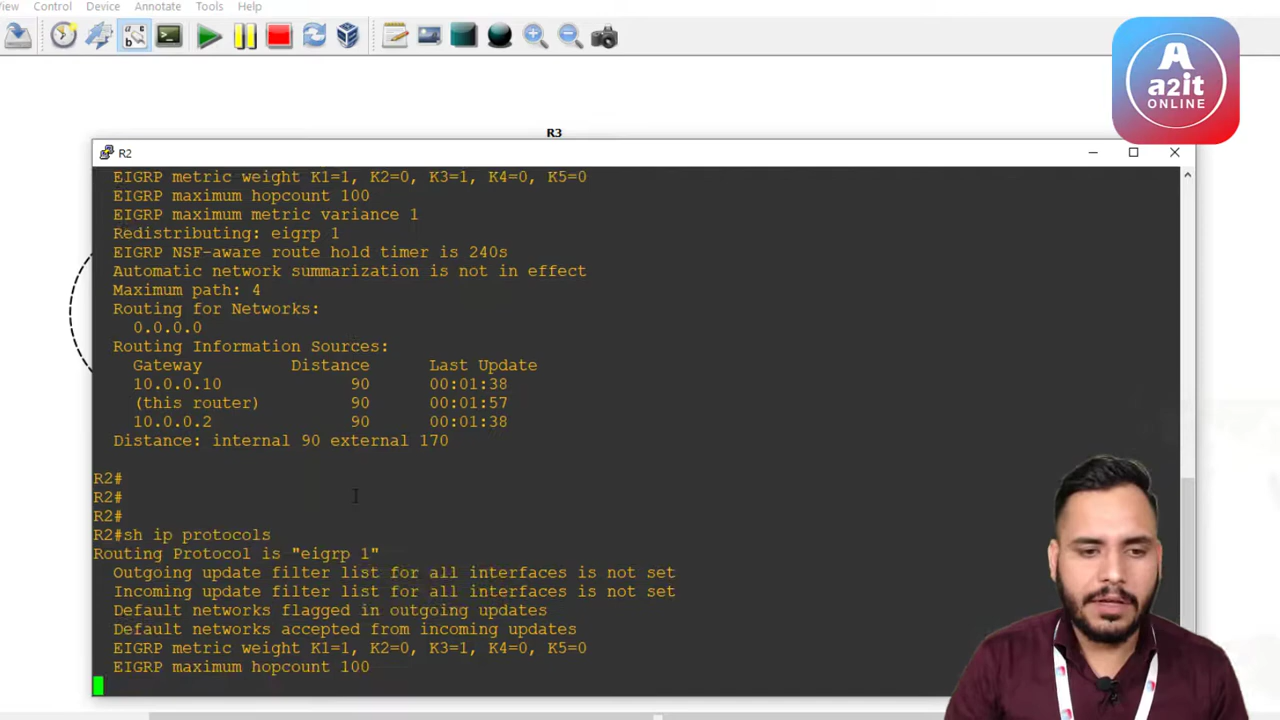 View Control Device Annotate Tools Help
A
a2it
ONLINE
R3
R2
EIGRP metric weight K1=1, K2=0, K3=1, K4=0, K5=0
EIGRP maximum hopcount 100
EIGRP maximum metric variance 1
Redistributing: eigrp 1
EIGRP NSF-aware route hold timer is 240s
Automatic network summarization is not in effect
Maximum path: 4
Routing for Networks:
0.0.0.0
Routing Information Sources:
Gateway Distance Last Update
10.0.0.10 90 00:01:38
(this router) 90 00:01:57
10.0.0.2 90 00:01:38
Distance: internal 90 external 170
R2#
R2#
R2#
R2#sh ip protocols
Routing Protocol is "eigrp 1"
Outgoing update filter list for all interfaces is not set
Incoming update filter list for all interfaces is not set
Default networks flagged in outgoing updates
Default networks accepted from incoming updates
EIGRP metric weight K1=1, K2=0, K3=1, K4=0, K5=0
EIGRP maximum hopcount 100